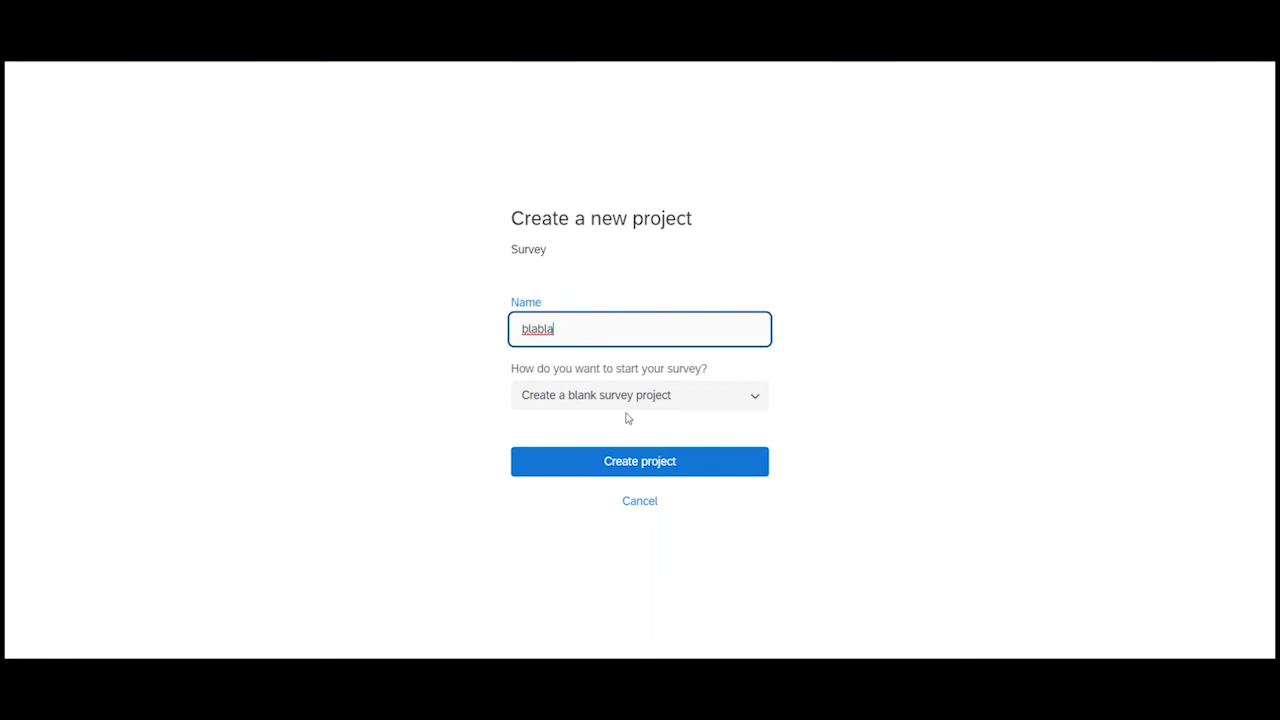 Create a new project
Survey
Name
blabla
How do you want to start your survey?
Create a blank survey project
Create project
Cancel